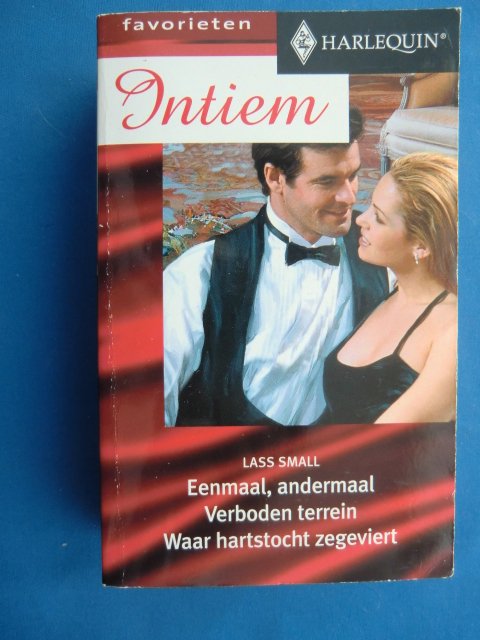 favorieten
HARLEQUIN®
Intiem
LASS SMALL
Eenmaal, andermaal
Verboden terrein
Waar hartstocht zegeviert